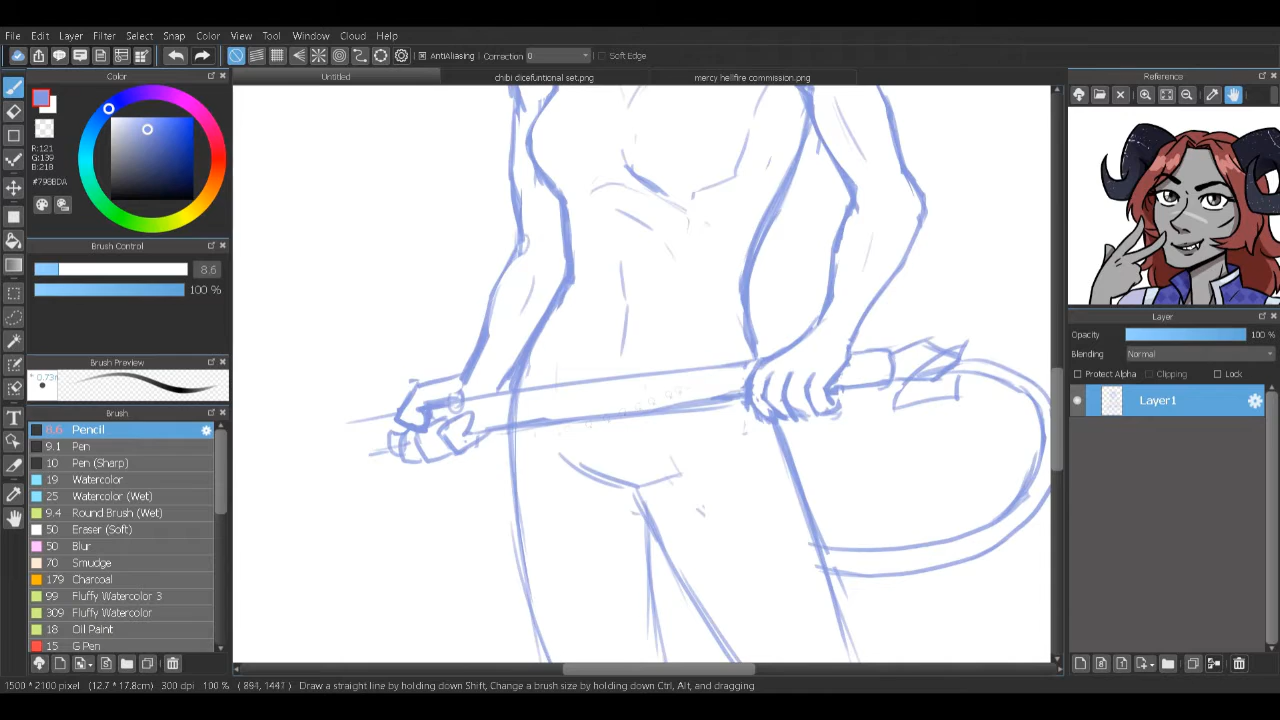 File Edit Layer Filter Select Snap Color View Tool Window Cloud Help
AntiAliasing Correction 0 Soft Edge
Color
Untitled
chibi dicefuntional set.png
mercy hellfire commission.png
Reference
R:121
G:139
B:218
#798BDA
Brush Control
8.6
100 %
Brush Preview
* 0.73
Brush
8.6 Pencil
9.1 Pen
10 Pen (Sharp)
19 Watercolor
25 Watercolor (Wet)
9.4 Round Brush (Wet)
50 Eraser (Soft)
50 Blur
70 Smudge
179 Charcoal
99 Fluffy Watercolor 3
309 Fluffy Watercolor
18 Oil Paint
15 G Pen
Layer
Opacity 100 %
Blending Normal
Protect Alpha Clipping Lock
Layer1
1500 * 2100 pixel (12.7 * 17.8cm) 300 dpi 100 % ( 894, 1441 ) Draw a straight line by holding down Shift, Change a brush size by holding down Ctrl, Alt, and dragging